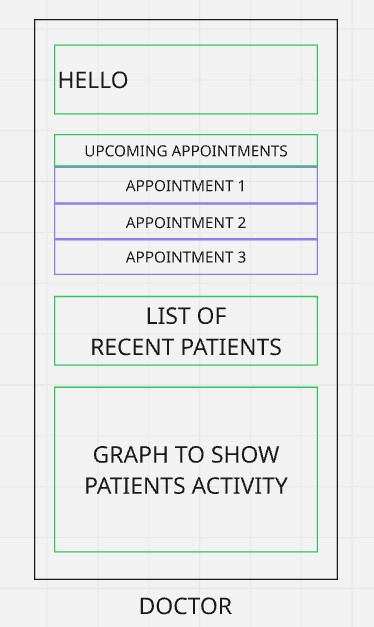 HELLO
UPCOMING APPOINTMENTS
APPOINTMENT 1
APPOINTMENT 2
APPOINTMENT 3
LIST OF
RECENT PATIENTS
GRAPH TO SHOW
PATIENTS ACTIVITY
DOCTOR